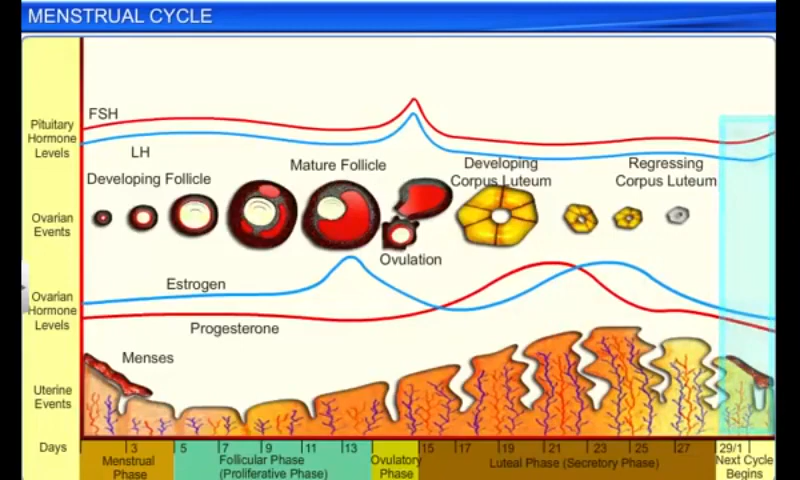 MENSTRUAL CYCLE
FSH
Pituitary
Hormone
Levels
LH
Developing Follicle
Mature Follicle
Developing
Corpus Luteum
Regressing
Corpus Luteum
Ovarian
Events
Ovulation
Estrogen
Ovarian
Hormone
Levels
Progesterone
Menses
Uterine
Events
Days 3 5 7 9 11 13 15 17 19 21 23 25 27 29/1
Menstrual
Phase
Follicular Phase
(Proliferative Phase)
Ovulatory
Phase
Luteal Phase (Secretory Phase)
Next Cycle
Begins